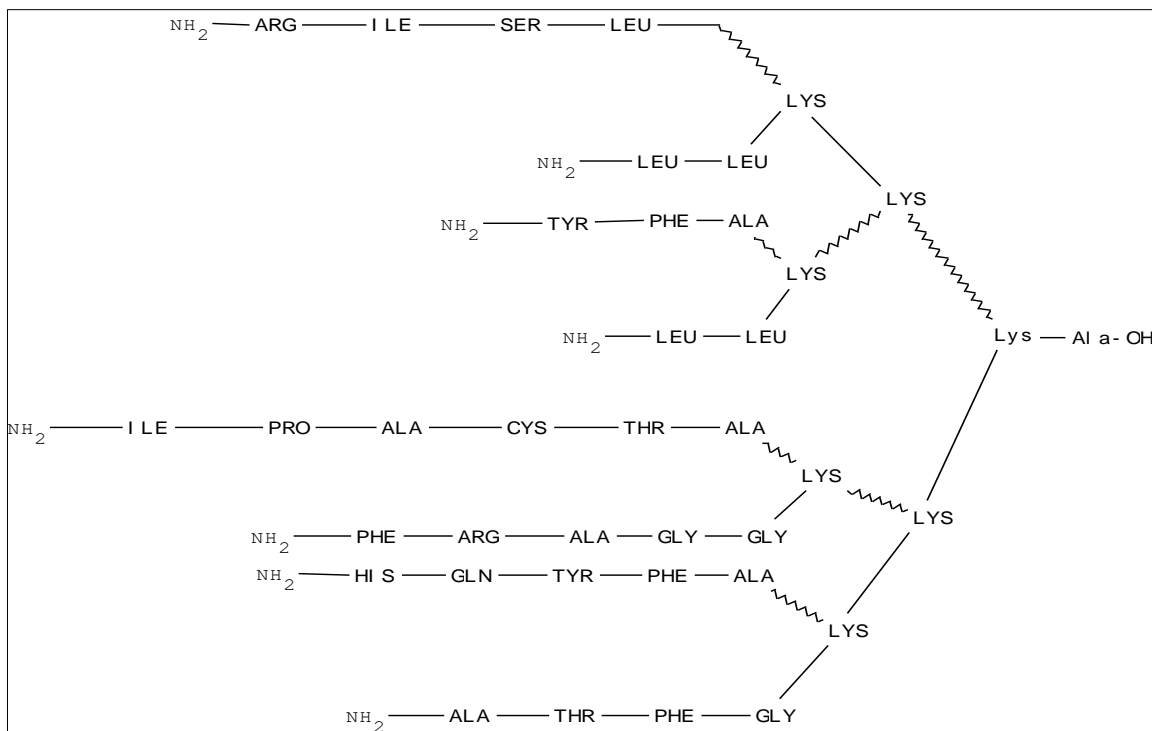 NH2 ARG ILE SER LEU
LYS
NH2 LEU LEU
LYS
NH2 TYR PHE ALA
LYS
NH2 LEU LEU
Lys Ala-OH
NH2 ILE PRO ALA CYS THR ALA
LYS
LYS
NH2 PHE ARG ALA GLY GLY
NH2 HIS GLN TYR PHE ALA
LYS
NH2 ALA THR PHE GLY